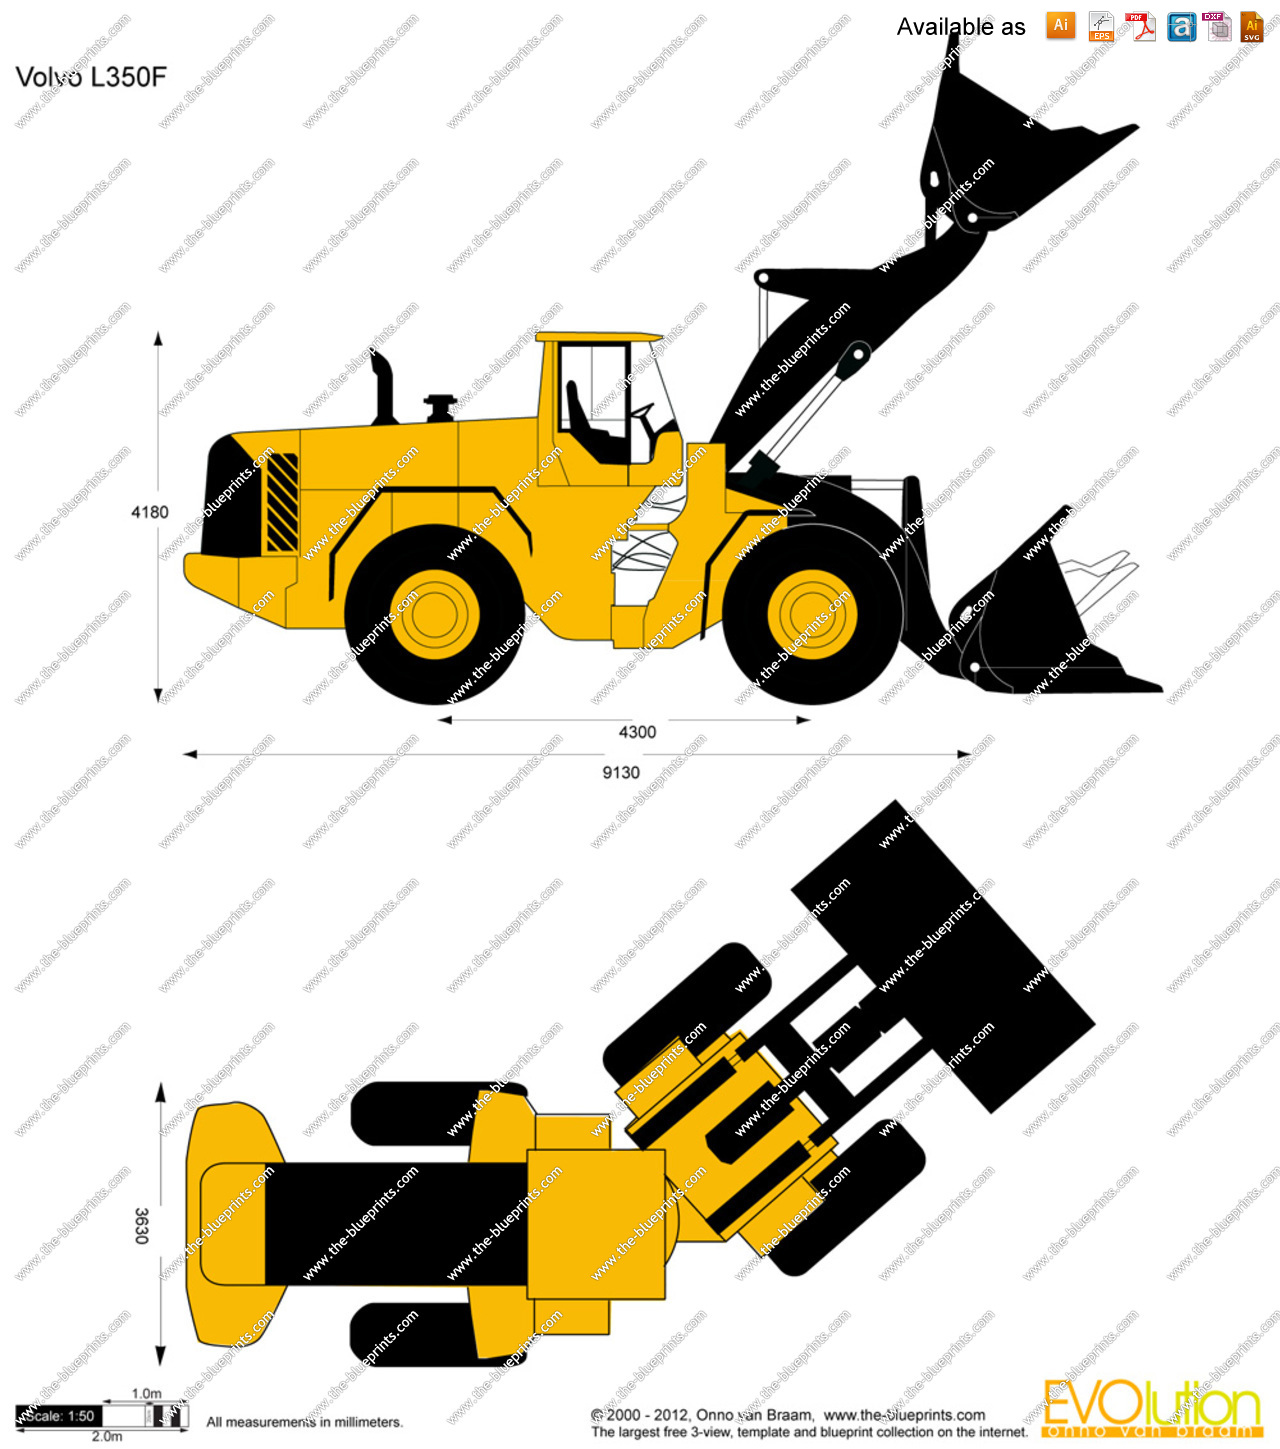 Available as
Ai
EPS
PDF
a
DXF
Ai
SVG
Volvo L350F
4180
4300
9130
3630
1.0m
Scale: 1:50
2.0m
All measurements in millimeters.
© 2000 - 2012, Onno van Braam, www.the-blueprints.com
The largest free 3-view, template and blueprint collection on the internet.
EVOlution
onno van braam
www.the-blueprints.com